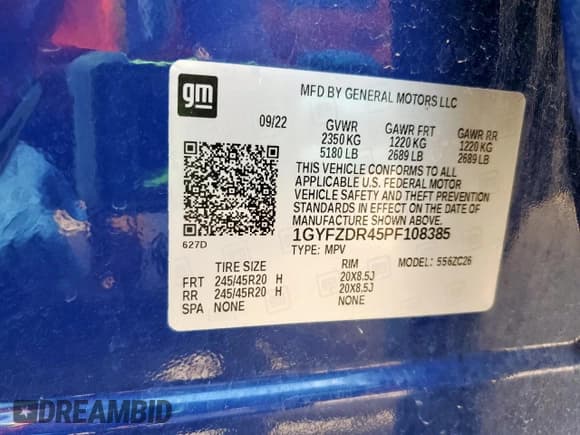 gm
MFD BY GENERAL MOTORS LLC
09/22 GVWR GAWR FRT GAWR RR
2350 KG 1220 KG 1220 KG
5180 LB 2689 LB 2689 LB
THIS VEHICLE CONFORMS TO ALL
APPLICABLE U.S. FEDERAL MOTOR
VEHICLE SAFETY AND THEFT PREVENTION
STANDARDS IN EFFECT ON THE DATE OF
MANUFACTURE SHOWN ABOVE.
627D 1GYFZDR45PF108385
TYPE: MPV MODEL: 556ZC26
TIRE SIZE RIM
FRT 245/45R20 H 20X8.5J
RR 245/45R20 H 20X8.5J
SPA NONE NONE
DREAMBID